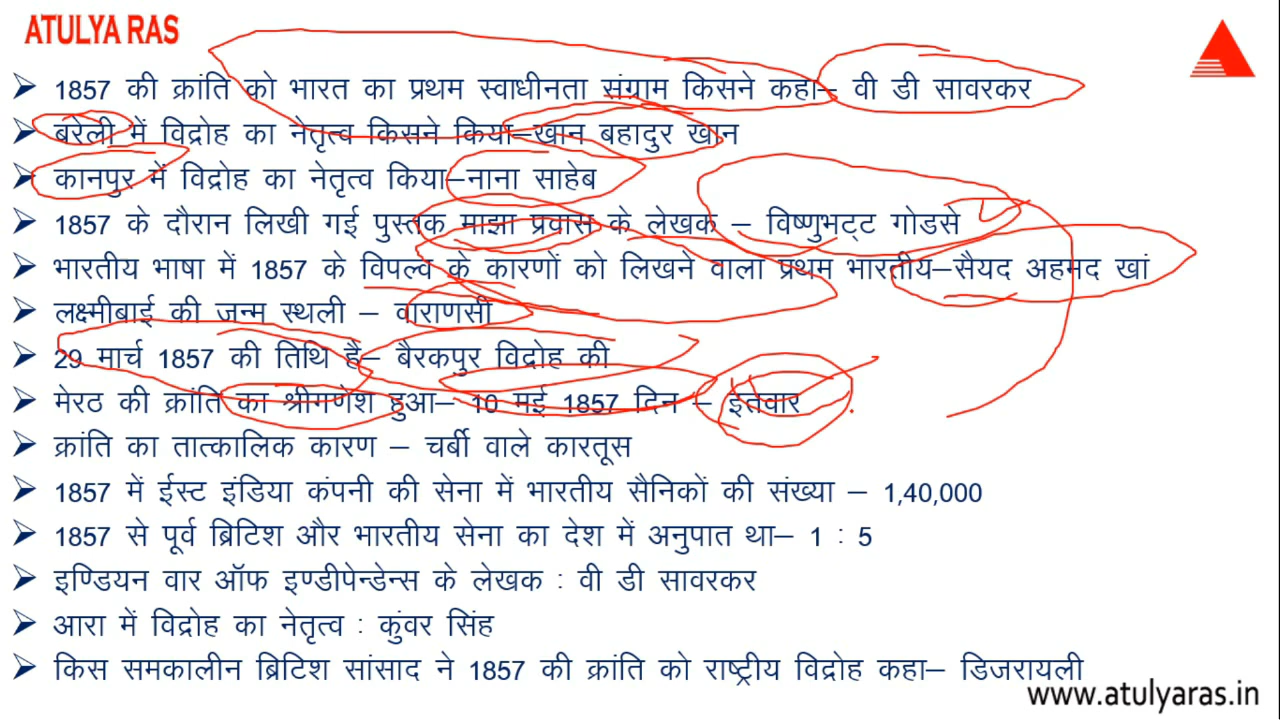 ATULYA RAS
➤ 1857 की क्रांति को भारत का प्रथम स्वाधीनता संग्राम किसने कहा– वी डी सावरकर
➤ बरेली में विद्रोह का नेतृत्व किसने किया–खान बहादुर खान
➤ कानपुर में विद्रोह का नेतृत्व किया–नाना साहेब
➤ 1857 के दौरान लिखी गई पुस्तक माझा प्रवास के लेखक – विष्णुभट्ट गोडसे
➤ भारतीय भाषा में 1857 के विपल्व के कारणों को लिखने वाला प्रथम भारतीय–सैयद अहमद खां
➤ लक्ष्मीबाई की जन्म स्थली – वाराणसी
➤ 29 मार्च 1857 की तिथि हैं– बैरकपुर विद्रोह की
➤ मेरठ की क्रांति का श्रीगणेश हुआ– 10 मई 1857 दिन – इतवार
➤ क्रांति का तात्कालिक कारण – चर्बी वाले कारतूस
➤ 1857 में ईस्ट इंडिया कंपनी की सेना में भारतीय सैनिकों की संख्या – 1,40,000
➤ 1857 से पूर्व ब्रिटिश और भारतीय सेना का देश में अनुपात था– 1 : 5
➤ इण्डियन वार ऑफ इण्डीपेन्डेन्स के लेखक : वी डी सावरकर
➤ आरा में विद्रोह का नेतृत्व : कुंवर सिंह
➤ किस समकालीन ब्रिटिश सांसाद ने 1857 की क्रांति को राष्ट्रीय विद्रोह कहा– डिजरायली
www.atulyaras.in